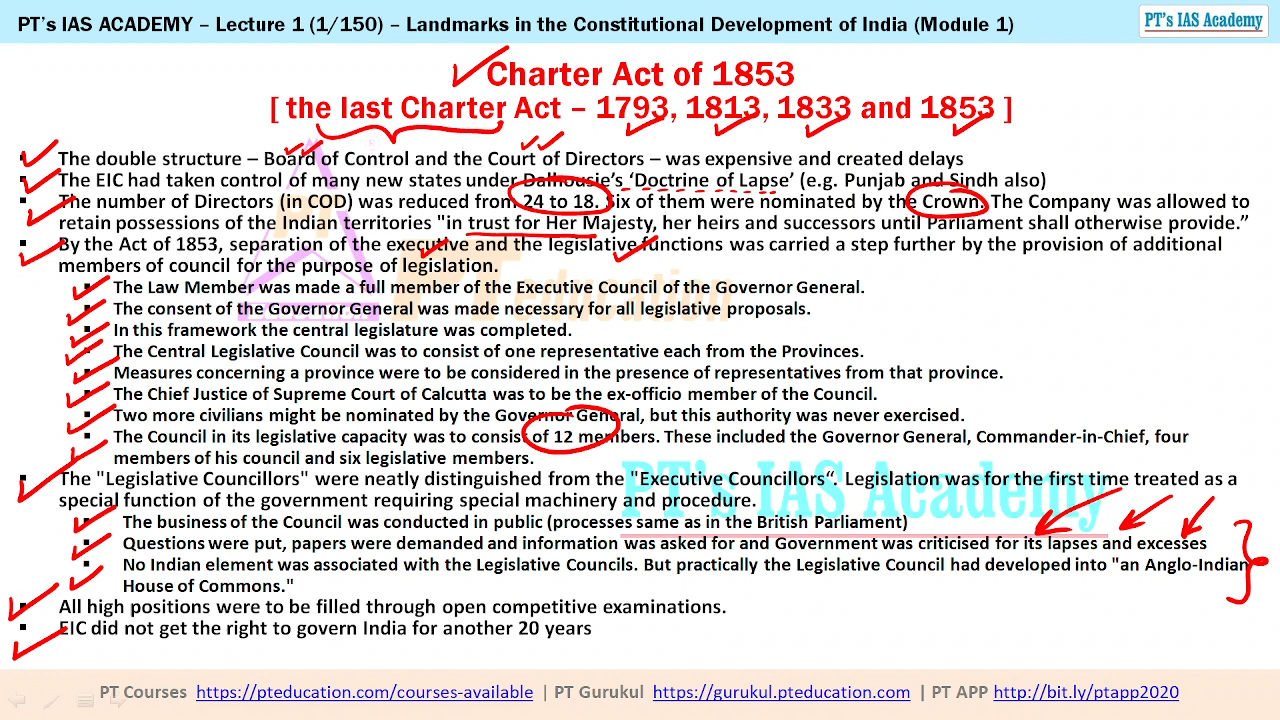 PT's IAS ACADEMY – Lecture 1 (1/150) – Landmarks in the Constitutional Development of India (Module 1)
PT's IAS Academy
Charter Act of 1853
[ the last Charter Act – 1793, 1813, 1833 and 1853 ]
▪ The double structure – Board of Control and the Court of Directors – was expensive and created delays
▪ The EIC had taken control of many new states under Dalhousie's 'Doctrine of Lapse' (e.g. Punjab and Sindh also)
▪ The number of Directors (in COD) was reduced from 24 to 18. Six of them were nominated by the Crown. The Company was allowed to
retain possessions of the Indian territories "in trust for Her Majesty, her heirs and successors until Parliament shall otherwise provide."
▪ By the Act of 1853, separation of the executive and the legislative functions was carried a step further by the provision of additional
members of council for the purpose of legislation.
▪ The Law Member was made a full member of the Executive Council of the Governor General.
▪ The consent of the Governor General was made necessary for all legislative proposals.
▪ In this framework the central legislature was completed.
▪ The Central Legislative Council was to consist of one representative each from the Provinces.
▪ Measures concerning a province were to be considered in the presence of representatives from that province.
▪ The Chief Justice of Supreme Court of Calcutta was to be the ex-officio member of the Council.
▪ Two more civilians might be nominated by the Governor General, but this authority was never exercised.
▪ The Council in its legislative capacity was to consist of 12 members. These included the Governor General, Commander-in-Chief, four
members of his council and six legislative members.
▪ The "Legislative Councillors" were neatly distinguished from the "Executive Councillors". Legislation was for the first time treated as a
special function of the government requiring special machinery and procedure.
▪ The business of the Council was conducted in public (processes same as in the British Parliament)
▪ Questions were put, papers were demanded and information was asked for and Government was criticised for its lapses and excesses
▪ No Indian element was associated with the Legislative Councils. But practically the Legislative Council had developed into "an Anglo-Indian
House of Commons."
▪ All high positions were to be filled through open competitive examinations.
▪ EIC did not get the right to govern India for another 20 years
PT education
PT's IAS Academy
PT Courses https://pteducation.com/courses-available | PT Gurukul https://gurukul.pteducation.com | PT APP http://bit.ly/ptapp2020